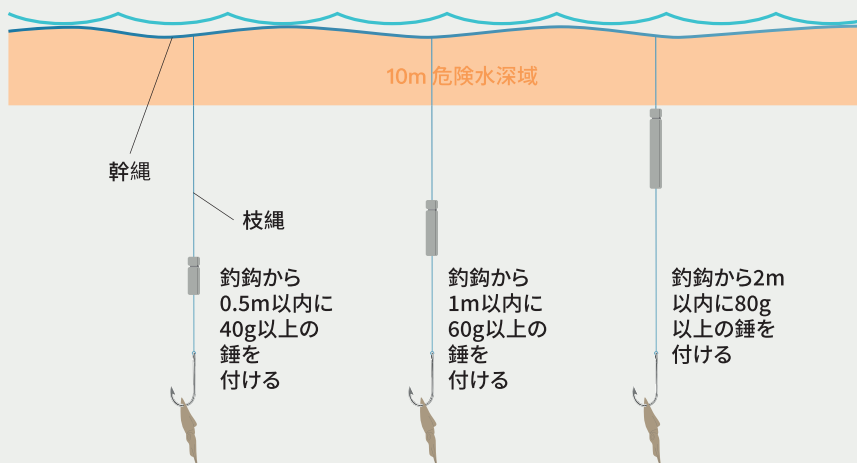 10m 危険水深域
幹縄
枝縄
釣鈎から
0.5m以内に
40g以上の
錘を
付ける
釣鈎から
1m以内に
60g以上の
錘を
付ける
釣鈎から2m
以内に80g
以上の錘を
付ける